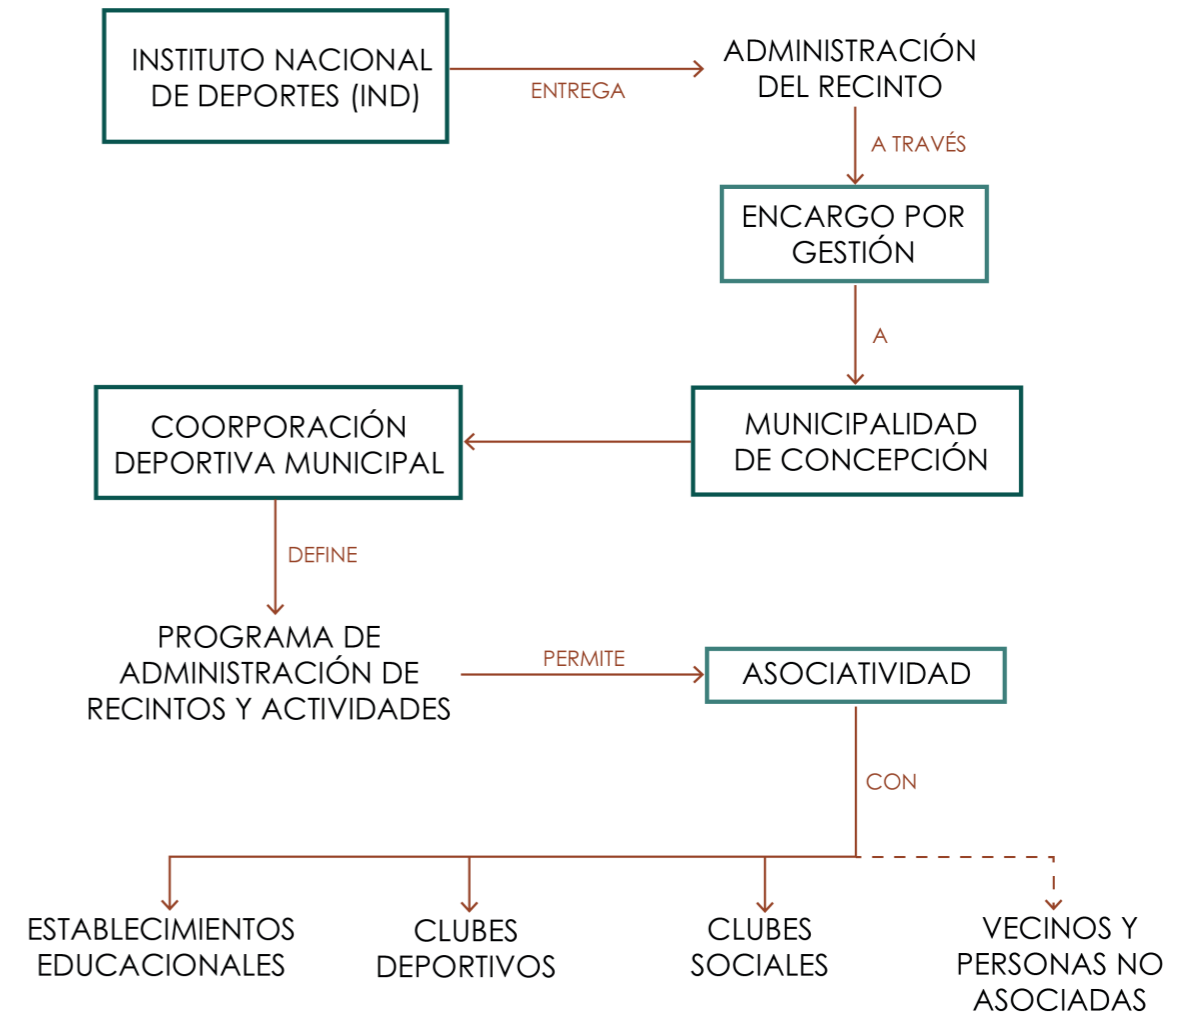 INSTITUTO NACIONAL
DE DEPORTES (IND)
ENTREGA
ADMINISTRACIÓN
DEL RECINTO
A TRAVÉS
ENCARGO POR
GESTIÓN
A
MUNICIPALIDAD
DE CONCEPCIÓN
COORPORACIÓN
DEPORTIVA MUNICIPAL
DEFINE
PROGRAMA DE
ADMINISTRACIÓN DE
RECINTOS Y ACTIVIDADES
PERMITE
ASOCIATIVIDAD
CON
ESTABLECIMIENTOS
EDUCACIONALES
CLUBES
DEPORTIVOS
CLUBES
SOCIALES
VECINOS Y
PERSONAS NO
ASOCIADAS